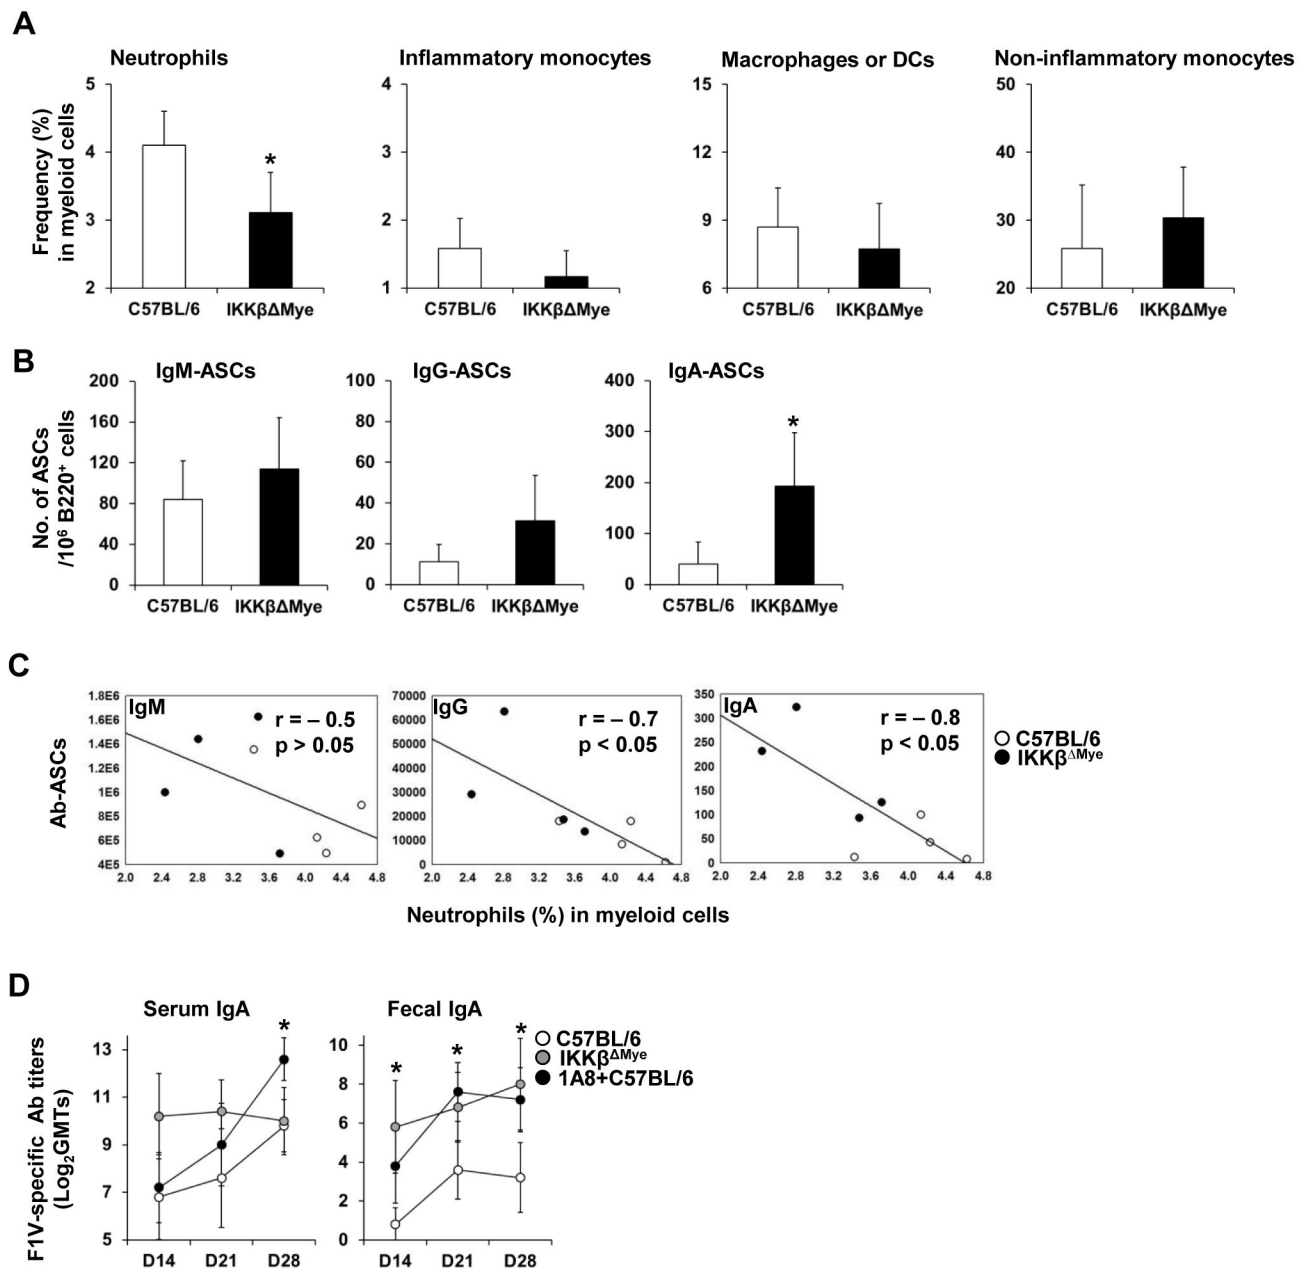 A
Neutrophils
Inflammatory monocytes
Macrophages or DCs
Non-inflammatory monocytes
Frequency (%)
in myeloid cells
5
4
3
2
C57BL/6
IKKβΔMye
*
4
3
2
1
C57BL/6
IKKβΔMye
15
12
9
6
C57BL/6
IKKβΔMye
50
40
30
20
C57BL/6
IKKβΔMye
B
IgM-ASCs
IgG-ASCs
IgA-ASCs
No. of ASCs
/10⁶ B220⁺ cells
200
160
120
80
40
0
C57BL/6
IKKβΔMye
100
80
60
40
20
0
C57BL/6
IKKβΔMye
400
300
200
100
0
*
C57BL/6
IKKβΔMye
C
Ab-ASCs
IgM
r = – 0.5
p > 0.05
1.8E6
1.6E6
1.4E6
1.2E6
1E6
8E5
6E5
4E5
2.0 2.4 2.8 3.2 3.6 4.0 4.4 4.8
IgG
r = – 0.7
p < 0.05
70000
60000
50000
40000
30000
20000
10000
0
2.0 2.4 2.8 3.2 3.6 4.0 4.4 4.8
IgA
r = – 0.8
p < 0.05
350
300
250
200
150
100
50
0
2.0 2.4 2.8 3.2 3.6 4.0 4.4 4.8
C57BL/6
IKKβ^ΔMye
Neutrophils (%) in myeloid cells
D
F1V-specific Ab titers
(Log₂GMTs)
Serum IgA
13
11
9
7
5
*
D14 D21 D28
Fecal IgA
10
8
6
4
2
0
* * *
D14 D21 D28
C57BL/6
IKKβ^ΔMye
1A8+C57BL/6